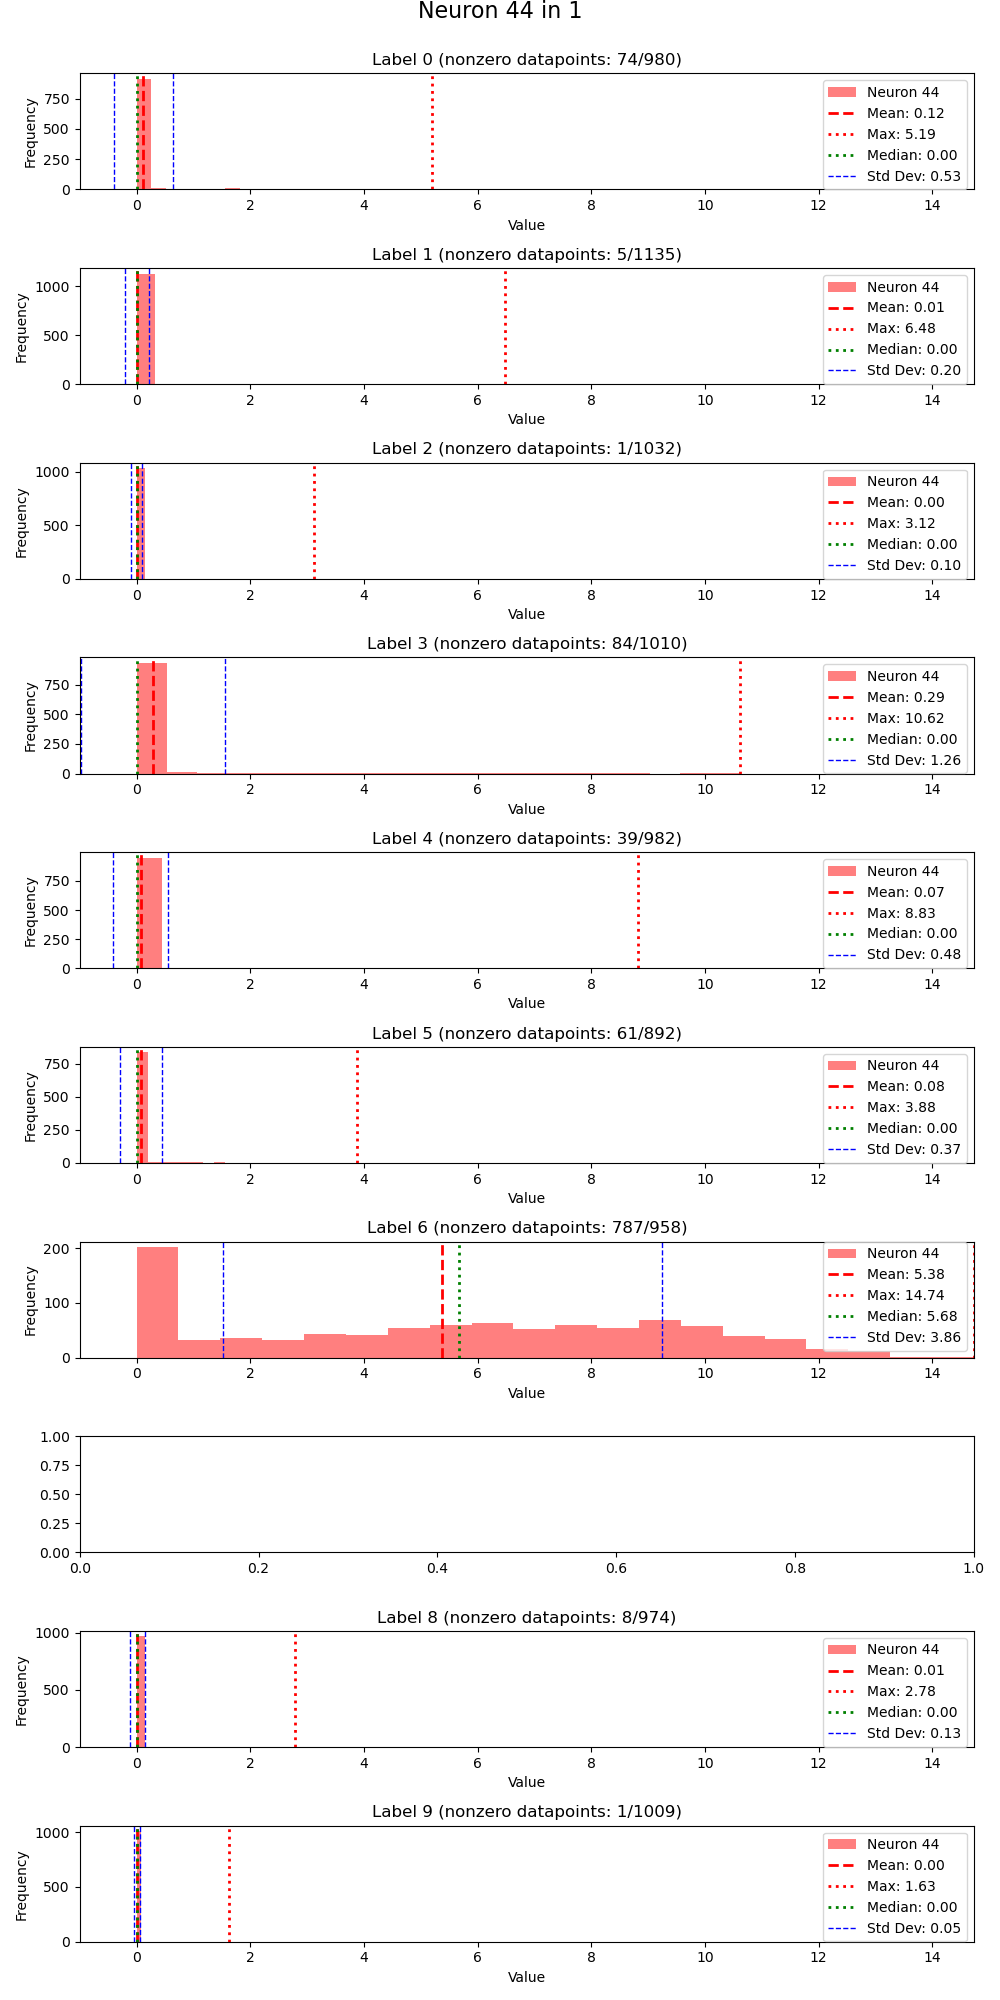 Neuron 44 in 1
Label 0 (nonzero datapoints: 74/980)
Frequency
750
500
250
0
0 2 4 6 8 10 12 14
Value
Neuron 44
Mean: 0.12
Max: 5.19
Median: 0.00
Std Dev: 0.53
Label 1 (nonzero datapoints: 5/1135)
Frequency
1000
500
0
0 2 4 6 8 10 12 14
Value
Neuron 44
Mean: 0.01
Max: 6.48
Median: 0.00
Std Dev: 0.20
Label 2 (nonzero datapoints: 1/1032)
Frequency
1000
500
0
0 2 4 6 8 10 12 14
Value
Neuron 44
Mean: 0.00
Max: 3.12
Median: 0.00
Std Dev: 0.10
Label 3 (nonzero datapoints: 84/1010)
Frequency
750
500
250
0
0 2 4 6 8 10 12 14
Value
Neuron 44
Mean: 0.29
Max: 10.62
Median: 0.00
Std Dev: 1.26
Label 4 (nonzero datapoints: 39/982)
Frequency
750
500
250
0
0 2 4 6 8 10 12 14
Value
Neuron 44
Mean: 0.07
Max: 8.83
Median: 0.00
Std Dev: 0.48
Label 5 (nonzero datapoints: 61/892)
Frequency
750
500
250
0
0 2 4 6 8 10 12 14
Value
Neuron 44
Mean: 0.08
Max: 3.88
Median: 0.00
Std Dev: 0.37
Label 6 (nonzero datapoints: 787/958)
Frequency
200
100
0
0 2 4 6 8 10 12 14
Value
Neuron 44
Mean: 5.38
Max: 14.74
Median: 5.68
Std Dev: 3.86
1.00
0.75
0.50
0.25
0.00
0.0 0.2 0.4 0.6 0.8 1.0
Label 8 (nonzero datapoints: 8/974)
Frequency
1000
500
0
0 2 4 6 8 10 12 14
Value
Neuron 44
Mean: 0.01
Max: 2.78
Median: 0.00
Std Dev: 0.13
Label 9 (nonzero datapoints: 1/1009)
Frequency
1000
500
0
0 2 4 6 8 10 12 14
Value
Neuron 44
Mean: 0.00
Max: 1.63
Median: 0.00
Std Dev: 0.05